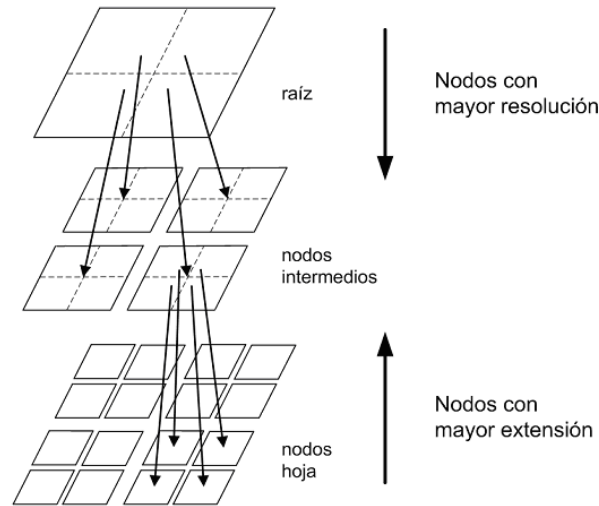 raíz
Nodos con
mayor resolución
nodos
intermedios
Nodos con
mayor extensión
nodos
hoja